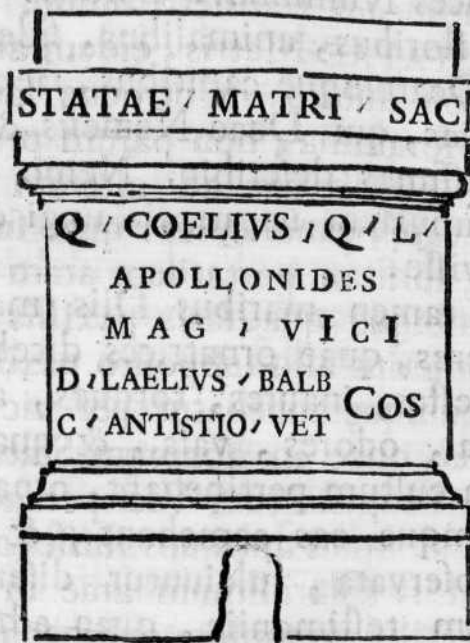 STATAE / MATRI / SAC
Q / COELIVS / Q / L /
APOLLONIDES
MAG / VICI
D / LAELIVS / BALB
C / ANTISTIO / VET
COS